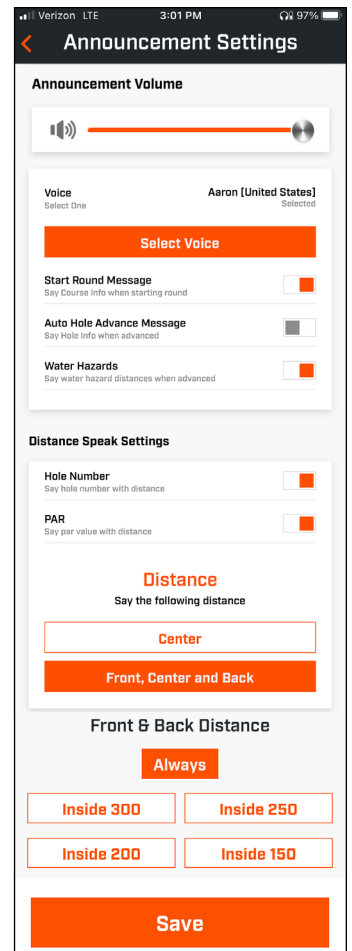 Verizon LTE 3:01 PM 97%
Announcement Settings
Announcement Volume
Voice Aaron [United States]
Select One Selected
Select Voice
Start Round Message
Say Course info when starting round
Auto Hole Advance Message
Say Hole Info when advanced
Water Hazards
Say water hazard distances when advanced
Distance Speak Settings
Hole Number
Say hole number with distance
PAR
Say par value with distance
Distance
Say the following distance
Center
Front, Center and Back
Front & Back Distance
Always
Inside 300 Inside 250
Inside 200 Inside 150
Save